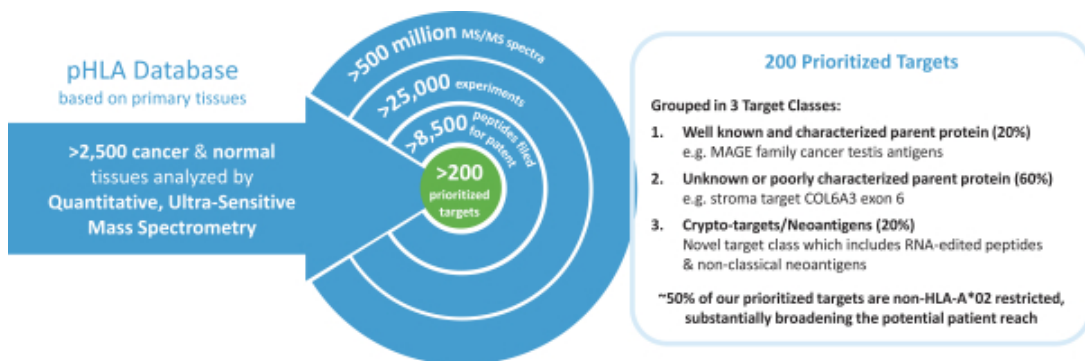 pHLA Database
based on primary tissues
>2,500 cancer & normal
tissues analyzed by
Quantitative, Ultra-Sensitive
Mass Spectrometry
>500 million MS/MS spectra
>25,000 experiments
>8,500 peptides filed
for patent
>200
prioritized
targets
200 Prioritized Targets
Grouped in 3 Target Classes:
1. Well known and characterized parent protein (20%)
e.g. MAGE family cancer testis antigens
2. Unknown or poorly characterized parent protein (60%)
e.g. stroma target COL6A3 exon 6
3. Crypto-targets/Neoantigens (20%)
Novel target class which includes RNA-edited peptides
& non-classical neoantigens
~50% of our prioritized targets are non-HLA-A*02 restricted,
substantially broadening the potential patient reach